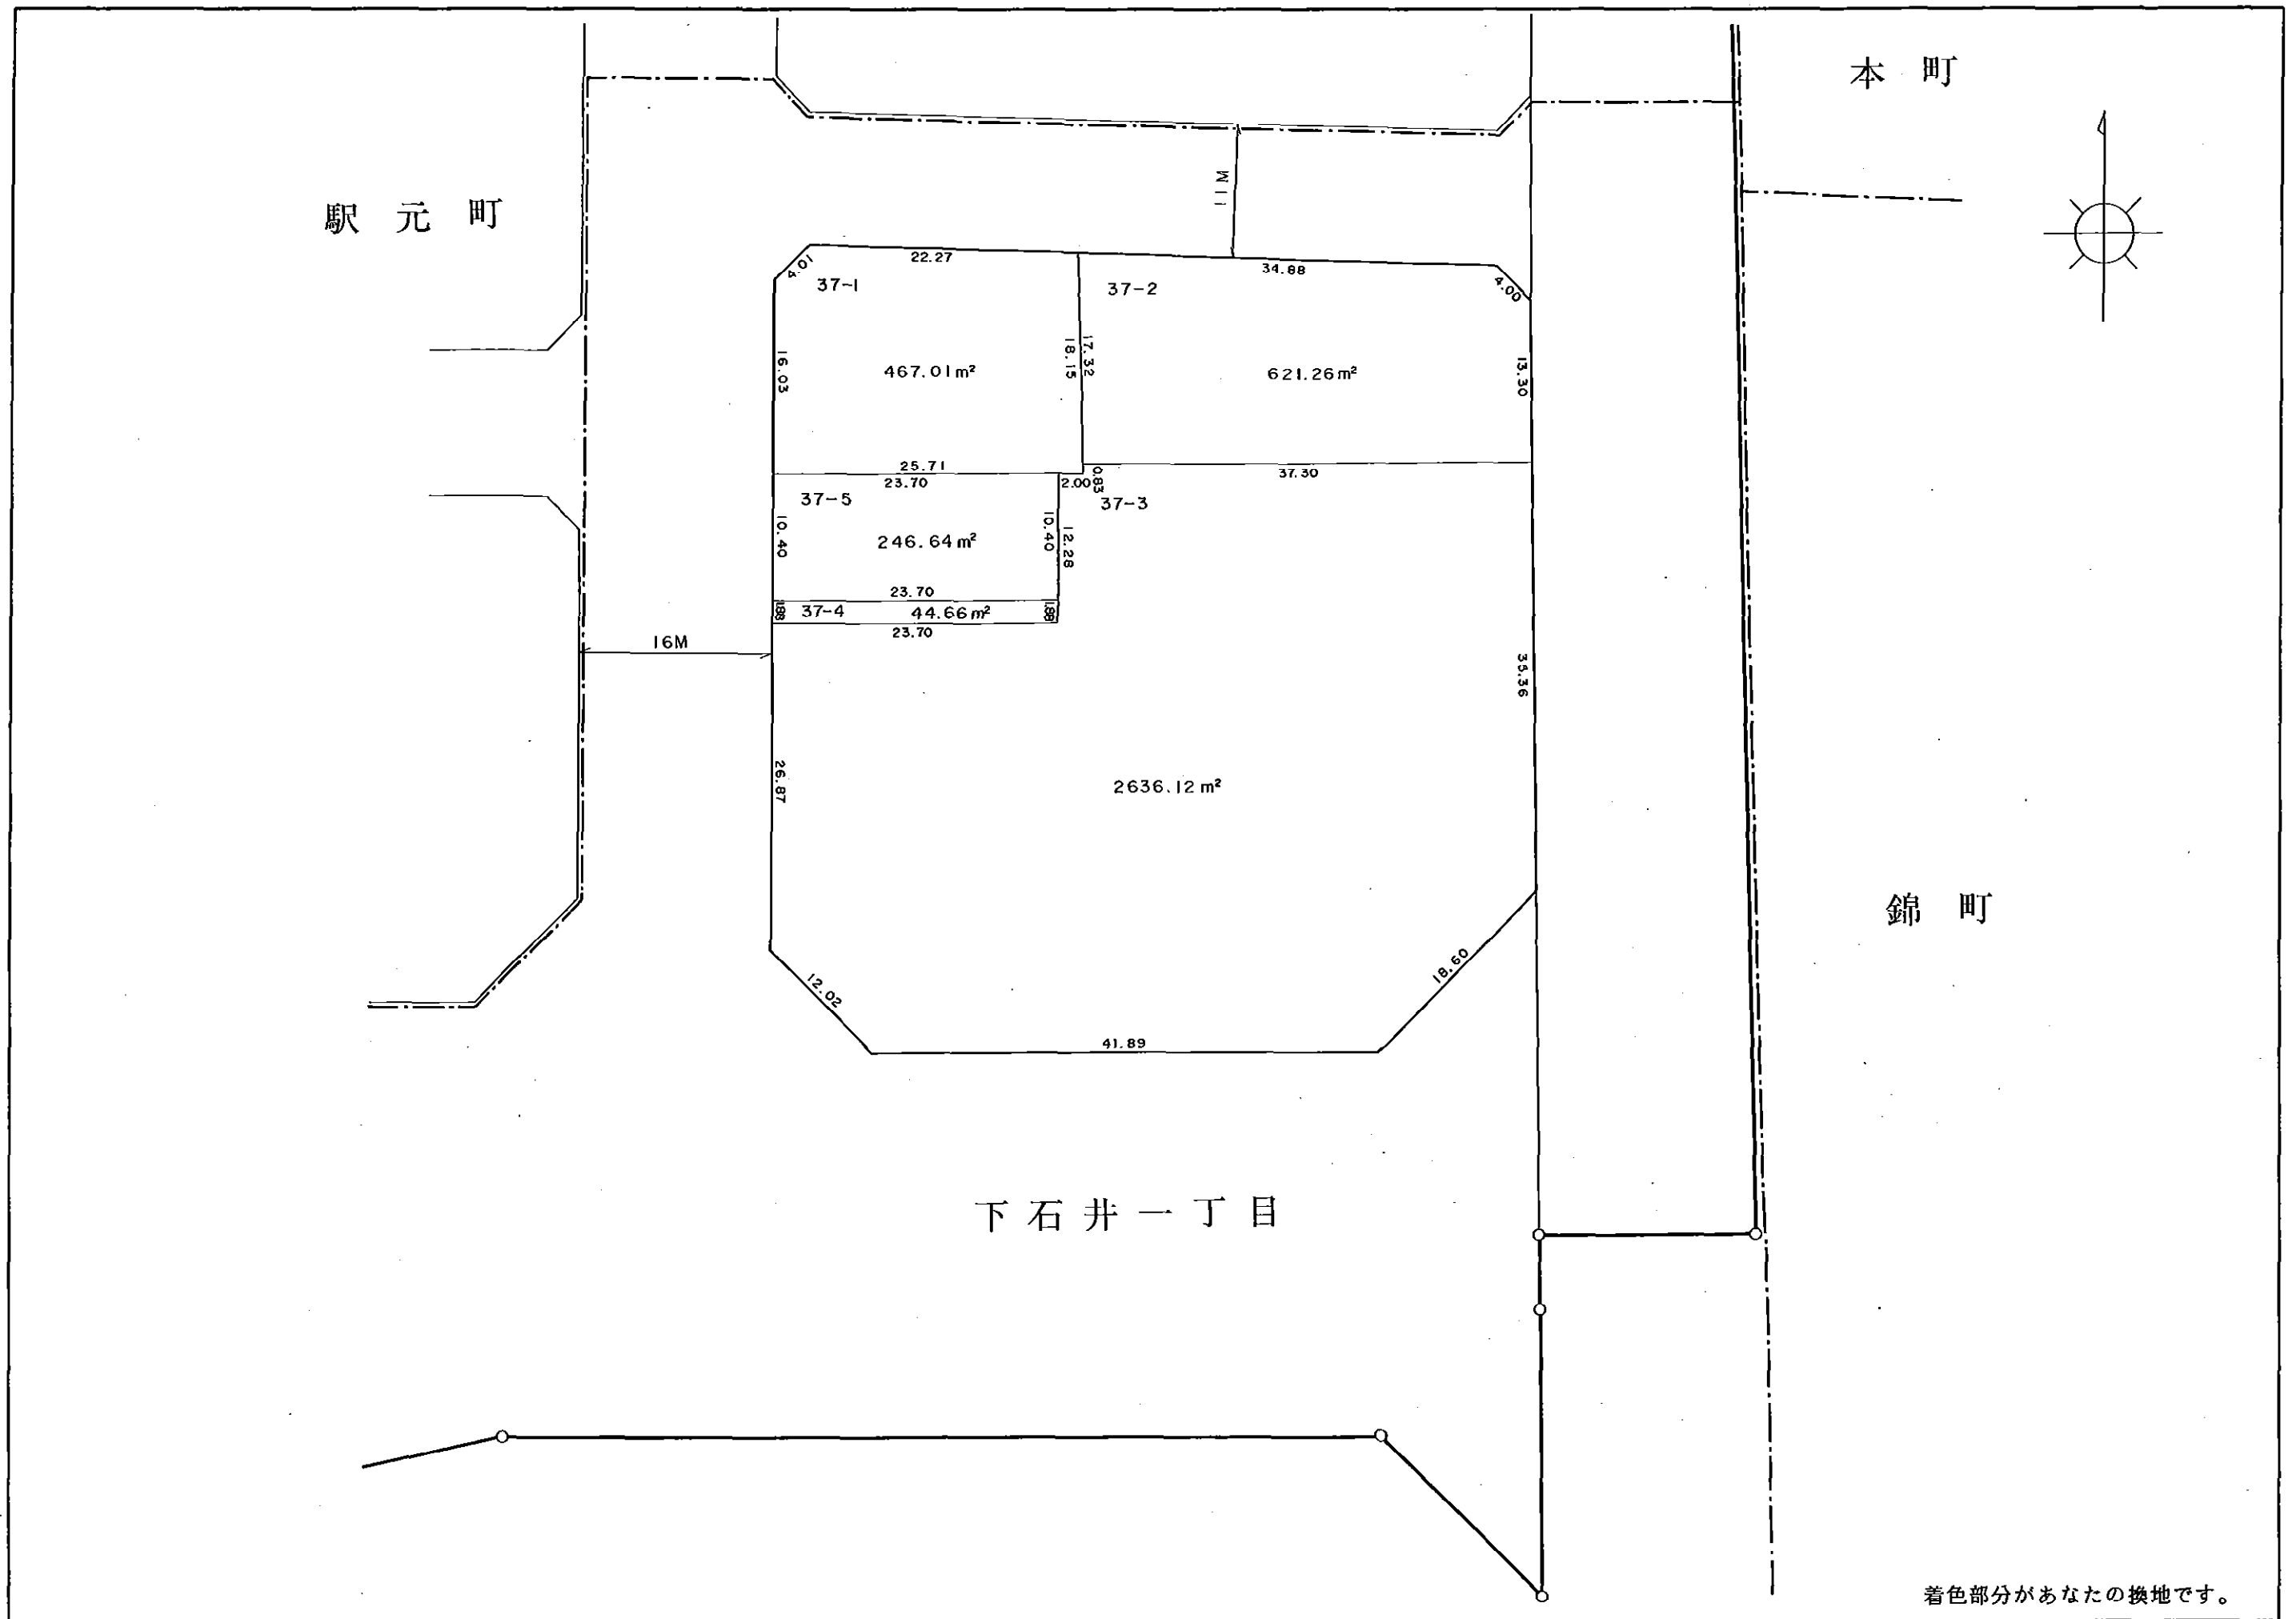 本町
駅元町
11M
22.27
4.01
37-1
34.88
4.00
37-2
16.03
467.01m²
18.15
17.32
621.26m²
13.30
25.71
23.70
2.00
0.83
37.30
37-5
37-3
10.40
246.64m²
10.40
12.28
23.70
1.88
37-4
44.66m²
1.88
23.70
16M
35.36
26.87
2636.12m²
錦町
12.02
18.60
41.89
下石井一丁目
着色部分があなたの換地です。